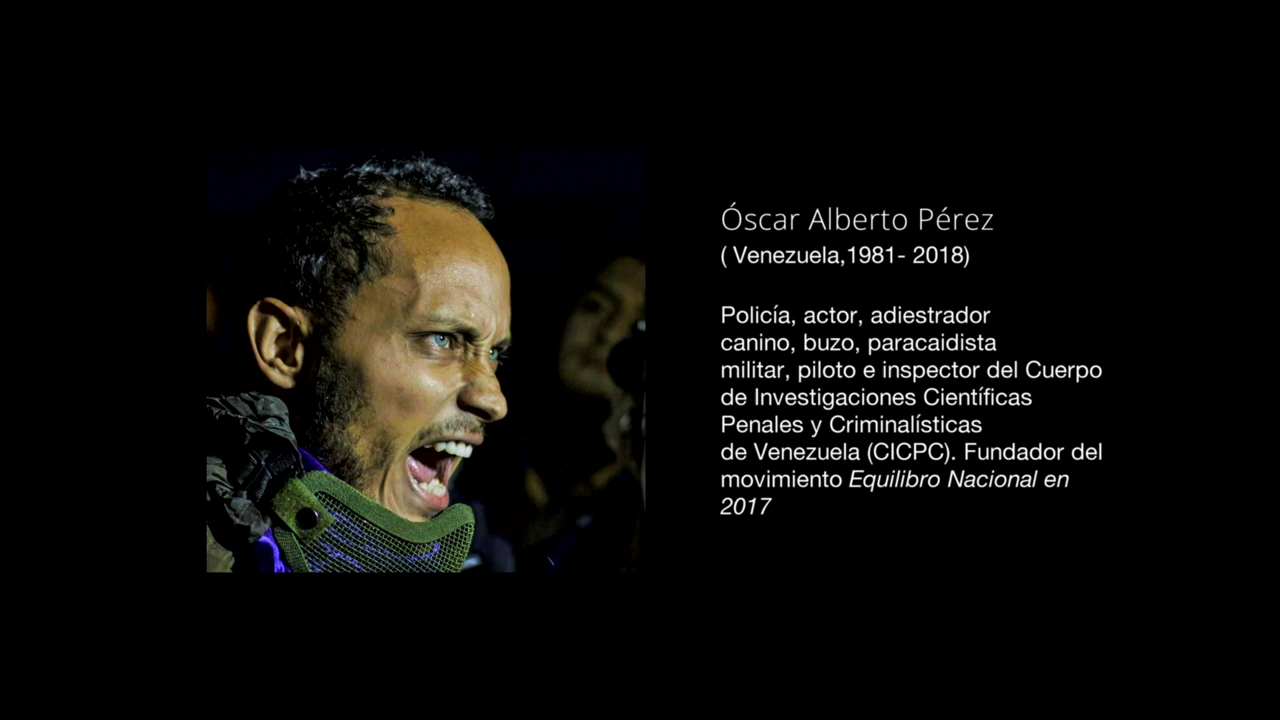 Óscar Alberto Pérez
( Venezuela,1981- 2018)
Policía, actor, adiestrador
canino, buzo, paracaidista
militar, piloto e inspector del Cuerpo
de Investigaciones Científicas
Penales y Criminalísticas
de Venezuela (CICPC). Fundador del
movimiento Equilibro Nacional en
2017